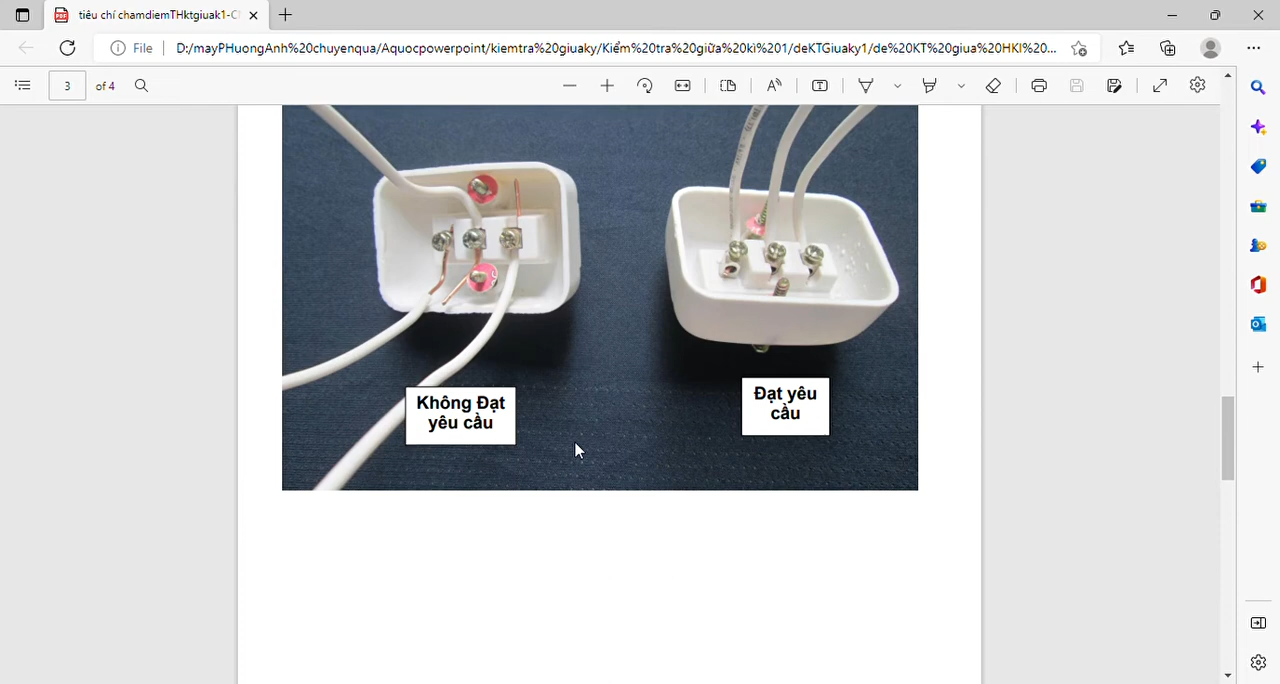 tiêu chí chamdiemTHktgiuak1-C
File
D:/mayPHuongAnh%20chuyenqua/Aquocpowerpoint/kiemtra%20giuaky/Kiểm%20tra%20giữa%20kì%201/deKTGiuaky1/de%20KT%20giua%20HKI%20...
3 of 4
Không Đạt
yêu cầu
Đạt yêu
cầu